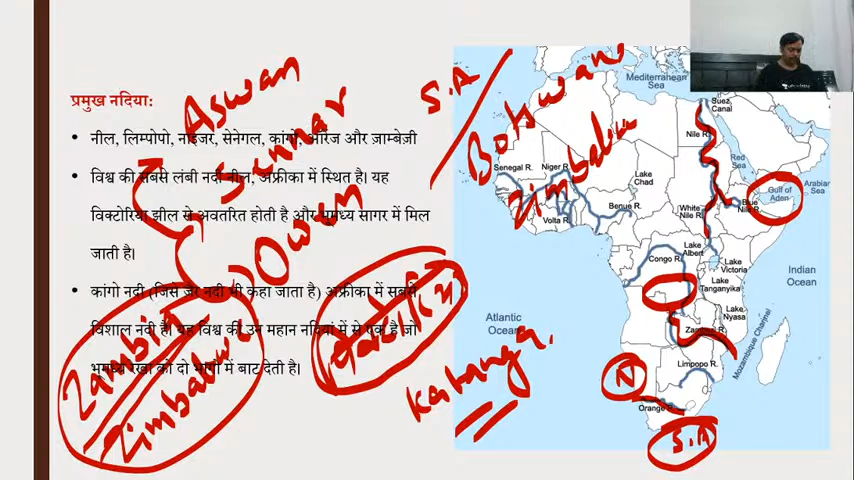 प्रमुख नदिया:
नील, लिम्पोपो, नाइजर, सेनेगल, कांगो, ऑरेंज और ज़ाम्बेज़ी
विश्व की सबसे लंबी नदी नील, अफ्रीका में स्थित है। यह
विक्टोरिया झील से अवतरित होती है और भूमध्य सागर में मिल
जाती है।
कांगो नदी (जिसे ज़ैर नदी भी कहा जाता है) अफ्रीका में सबसे
विशाल नदी है। यह विश्व की उन महान नदियों में से एक है जो
भूमध्य रेखा को दो भागों में बाट देती है।
Aswan
Sennar
Owen
Zambia
Zimbabwe
Katanga.
S.A
Botswana
Zimbabwe
N
S.A
Mediterranean
Sea
Suez
Canal
Nile R.
Red
Sea
Arabian
Sea
Gulf of
Aden
Blue
Nile R.
White
Nile R.
Senegal R.
Niger R.
Lake
Chad
Benue R.
Volta R.
Congo R.
Lake
Albert
Lake
Victoria
Lake
Tanganyika
Lake
Nyasa
Indian
Ocean
Atlantic
Ocean
Zambezi R.
Mozambique Channel
Limpopo R.
Orange R.